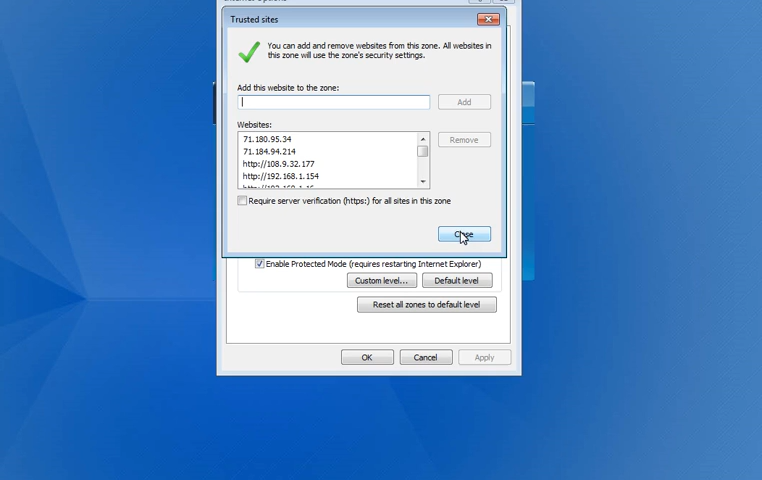 Internet Options
Trusted sites
You can add and remove websites from this zone. All websites in
this zone will use the zone's security settings.
Add this website to the zone:
Add
Websites:
71.180.95.34
71.184.94.214
http://108.9.32.177
http://192.168.1.154
Remove
Require server verification (https:) for all sites in this zone
Close
Enable Protected Mode (requires restarting Internet Explorer)
Custom level...
Default level
Reset all zones to default level
OK
Cancel
Apply